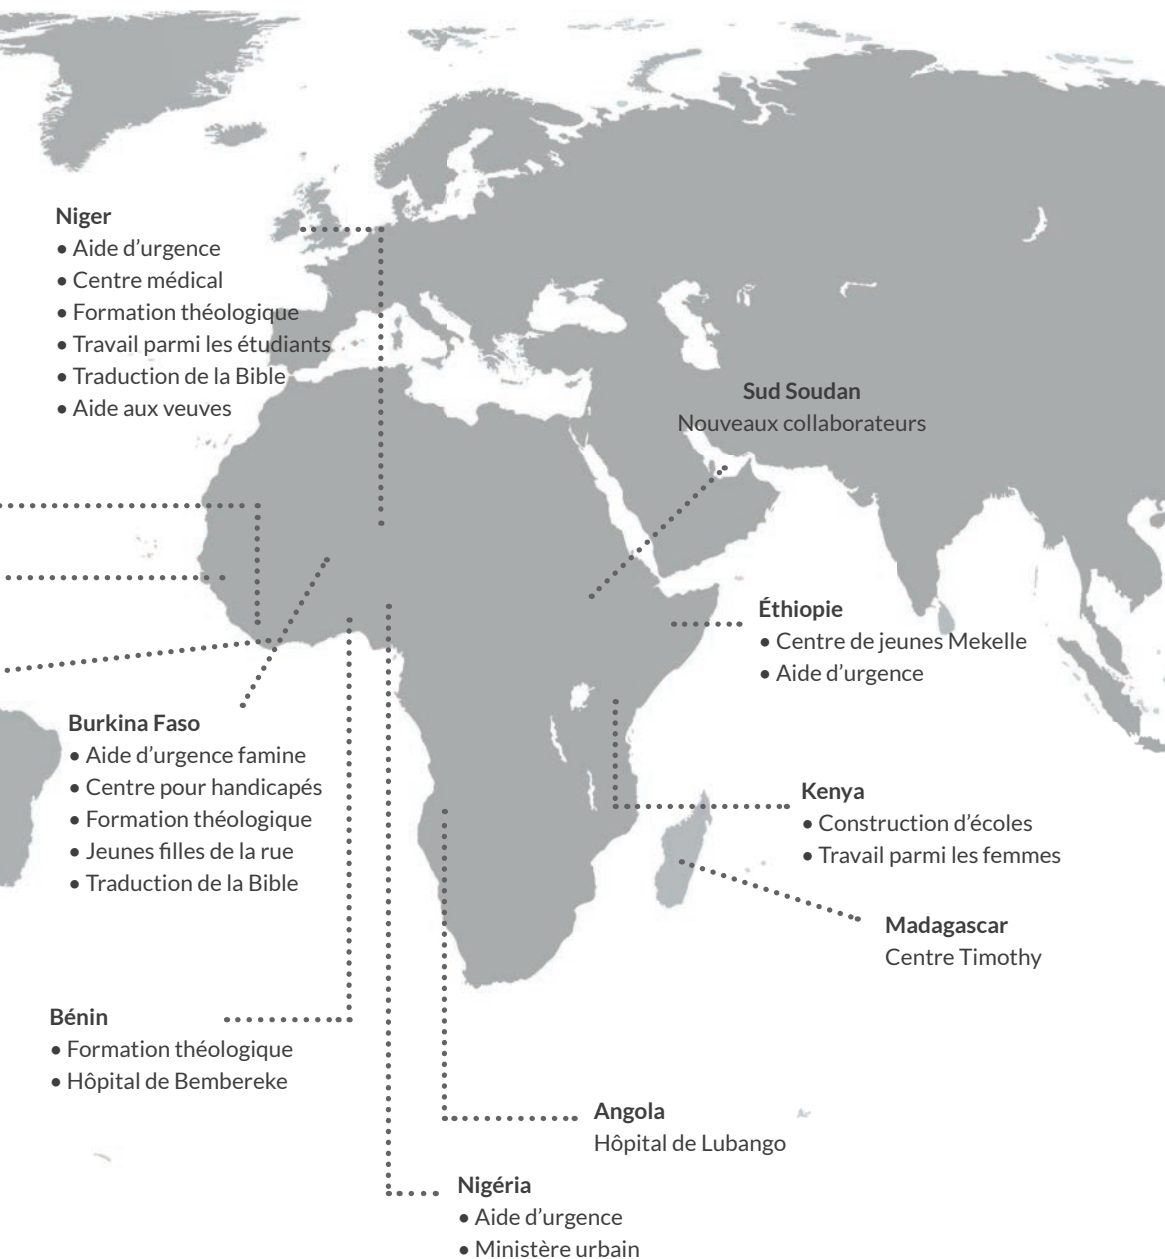 Niger
• Aide d’urgence
• Centre médical
• Formation théologique
• Travail parmi les étudiants
• Traduction de la Bible
• Aide aux veuves
Sud Soudan
Nouveaux collaborateurs
Éthiopie
• Centre de jeunes Mekelle
• Aide d’urgence
Burkina Faso
• Aide d’urgence famine
• Centre pour handicapés
• Formation théologique
• Jeunes filles de la rue
• Traduction de la Bible
Kenya
• Construction d’écoles
• Travail parmi les femmes
Madagascar
Centre Timothy
Bénin
• Formation théologique
• Hôpital de Bembereke
Angola
Hôpital de Lubango
Nigéria
• Aide d’urgence
• Ministère urbain